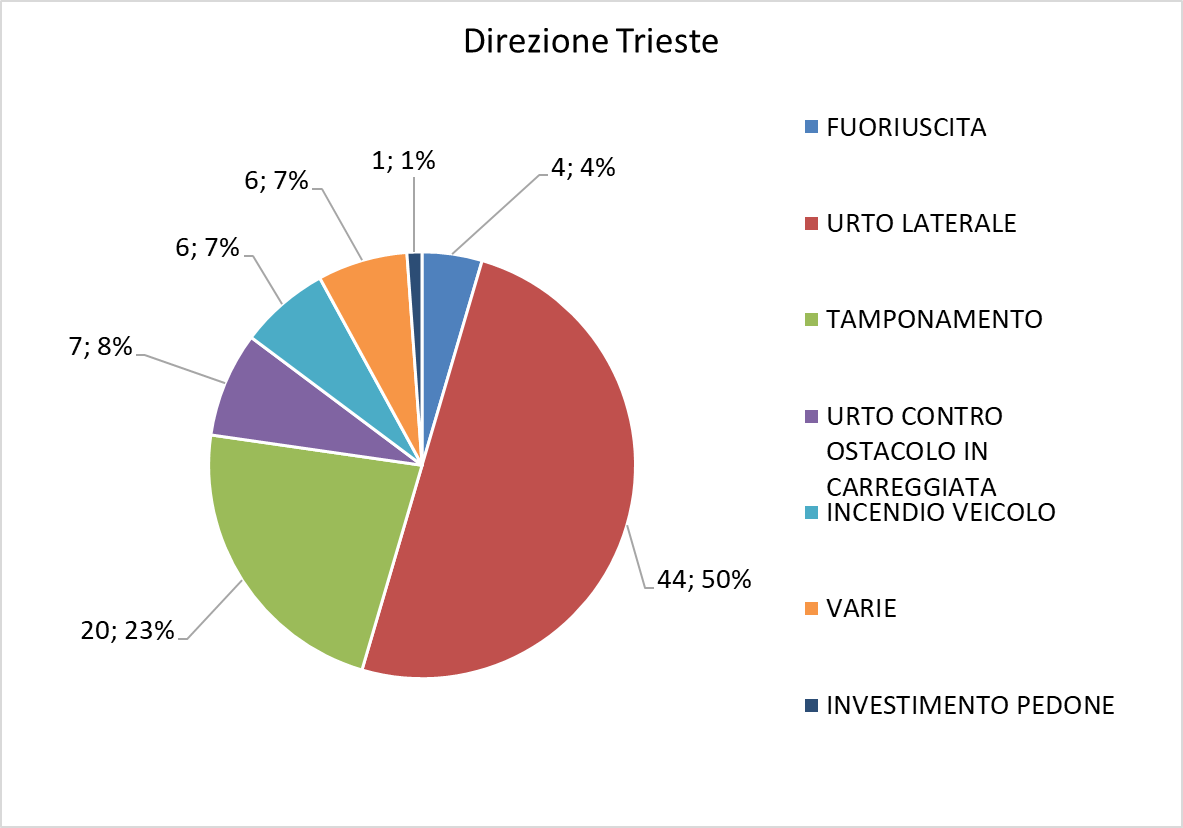 Direzione Trieste
1; 1%
4; 4%
6; 7%
6; 7%
7; 8%
44; 50%
20; 23%
FUORIUSCITA
URTO LATERALE
TAMPONAMENTO
URTO CONTRO
OSTACOLO IN
CARREGGIATA
INCENDIO VEICOLO
VARIE
INVESTIMENTO PEDONE